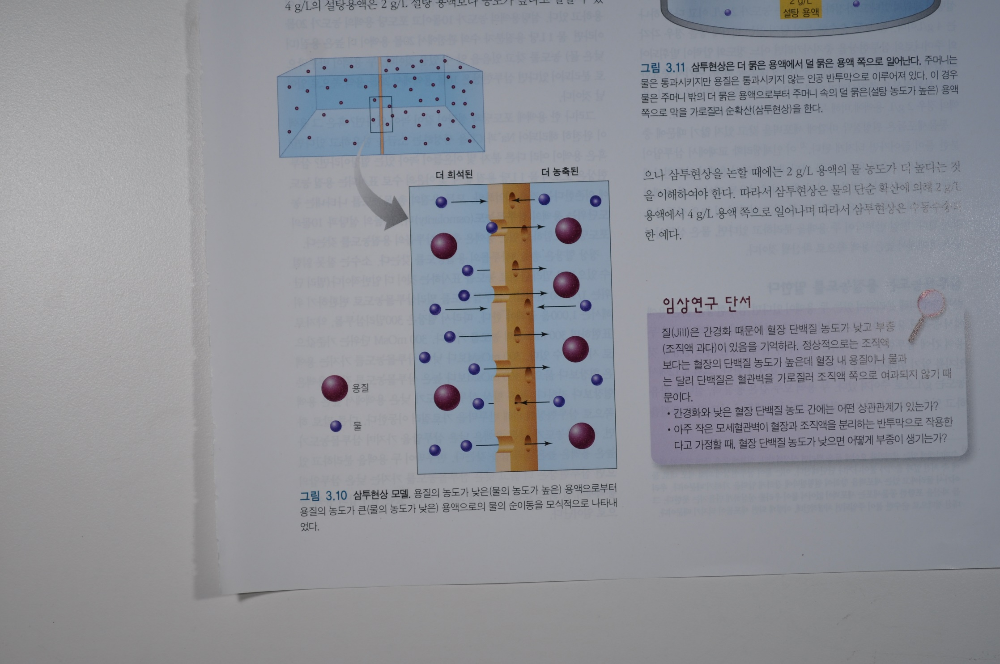 4 g/L의 설탕용액은 2 g/L 설탕 용액보다 농도가 높다고 말할 수 있
더 희석된
더 농축된
용질
물
그림 3.10 삼투현상 모델. 용질의 농도가 낮은(물의 농도가 높은) 용액으로부터
용질의 농도가 큰(물의 농도가 낮은) 용액으로의 물의 순이동을 모식적으로 나타내
었다.
2 g/L
설탕 용액
그림 3.11 삼투현상은 더 묽은 용액에서 덜 묽은 용액 쪽으로 일어난다. 주머니는
물은 통과시키지만 용질은 통과시키지 않는 인공 반투막으로 이루어져 있다. 이 경우
물은 주머니 밖의 더 묽은 용액으로부터 주머니 속의 덜 묽은(설탕 농도가 높은) 용액
쪽으로 막을 가로질러 순확산(삼투현상)을 한다.
으나 삼투현상을 논할 때에는 2 g/L 용액의 물 농도가 더 높다는 것
을 이해하여야 한다. 따라서 삼투현상은 물의 단순 확산에 의해 2 g/L
용액에서 4 g/L 용액 쪽으로 일어나며 따라서 삼투현상은 수동수송의
한 예다.
임상연구 단서
질(Jill)은 간경화 때문에 혈장 단백질 농도가 낮고 부종
(조직액 과다)이 있음을 기억하라. 정상적으로는 조직액
보다는 혈장의 단백질 농도가 높은데 혈장 내 용질이나 물과
는 달리 단백질은 혈관벽을 가로질러 조직액 쪽으로 여과되지 않기 때
문이다.
• 간경화와 낮은 혈장 단백질 농도 간에는 어떤 상관관계가 있는가?
• 아주 작은 모세혈관벽이 혈장과 조직액을 분리하는 반투막으로 작용한
다고 가정할 때, 혈장 단백질 농도가 낮으면 어떻게 부종이 생기는가?